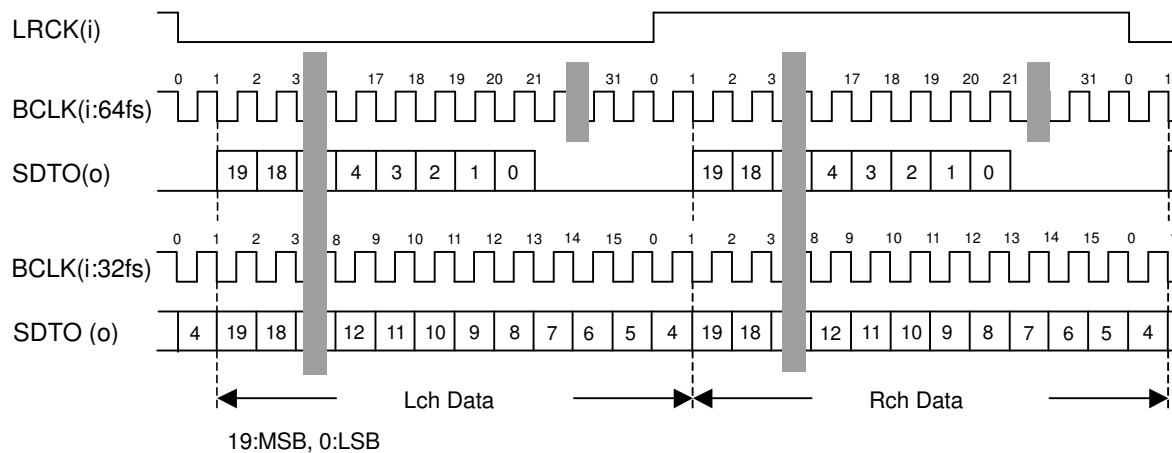 LRCK(i)
0 1 2 3 17 18 19 20 21 31 0 1 2 3 17 18 19 20 21 31 0 1
BCLK(i:64fs)
SDTO(o) 19 18 4 3 2 1 0 19 18 4 3 2 1 0
0 1 2 3 8 9 10 11 12 13 14 15 0 1 2 3 8 9 10 11 12 13 14 15 0 1
BCLK(i:32fs)
SDTO (o) 4 19 18 12 11 10 9 8 7 6 5 4 19 18 12 11 10 9 8 7 6 5 4
Lch Data Rch Data
19:MSB, 0:LSB